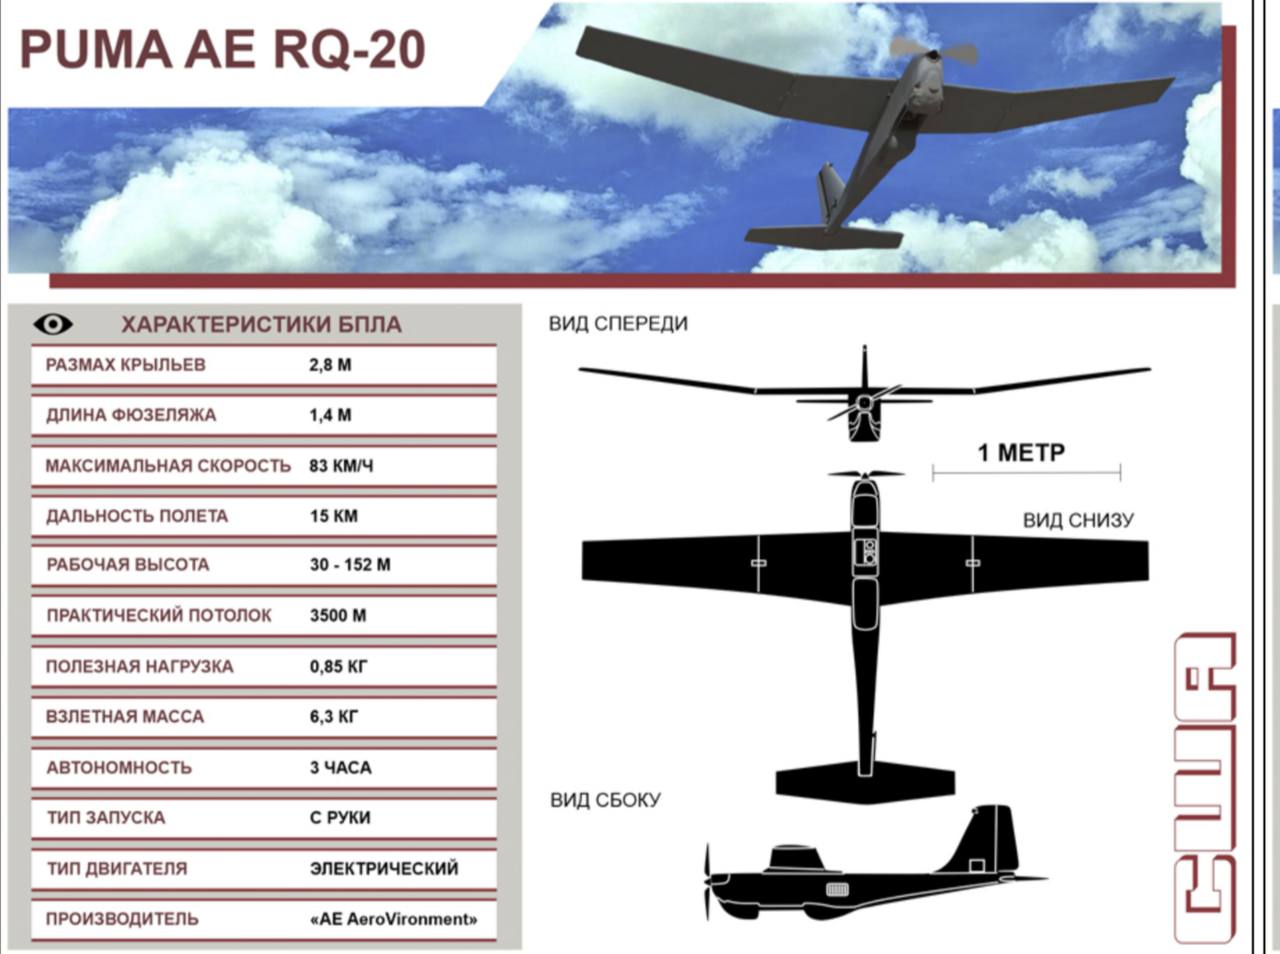 PUMA AE RQ-20
ХАРАКТЕРИСТИКИ БПЛА
РАЗМАХ КРЫЛЬЕВ 2,8 М
ДЛИНА ФЮЗЕЛЯЖА 1,4 М
МАКСИМАЛЬНАЯ СКОРОСТЬ 83 КМ/Ч
ДАЛЬНОСТЬ ПОЛЕТА 15 КМ
РАБОЧАЯ ВЫСОТА 30 - 152 М
ПРАКТИЧЕСКИЙ ПОТОЛОК 3500 М
ПОЛЕЗНАЯ НАГРУЗКА 0,85 КГ
ВЗЛЕТНАЯ МАССА 6,3 КГ
АВТОНОМНОСТЬ 3 ЧАСА
ТИП ЗАПУСКА С РУКИ
ТИП ДВИГАТЕЛЯ ЭЛЕКТРИЧЕСКИЙ
ПРОИЗВОДИТЕЛЬ «AE AeroVironment»
ВИД СПЕРЕДИ
1 МЕТР
ВИД СНИЗУ
ВИД СБОКУ
США